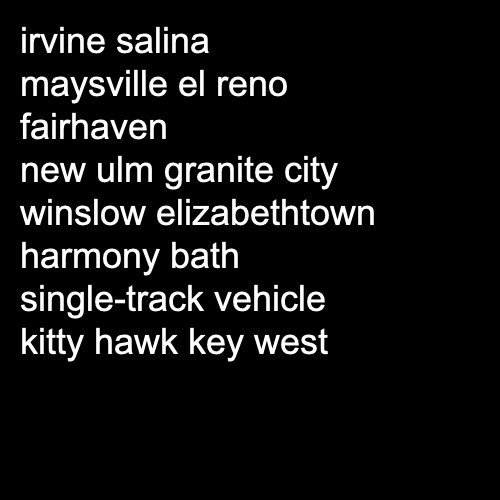 irvine salina
maysville el reno
fairhaven
new ulm granite city
winslow elizabethtown
harmony bath
single-track vehicle
kitty hawk key west